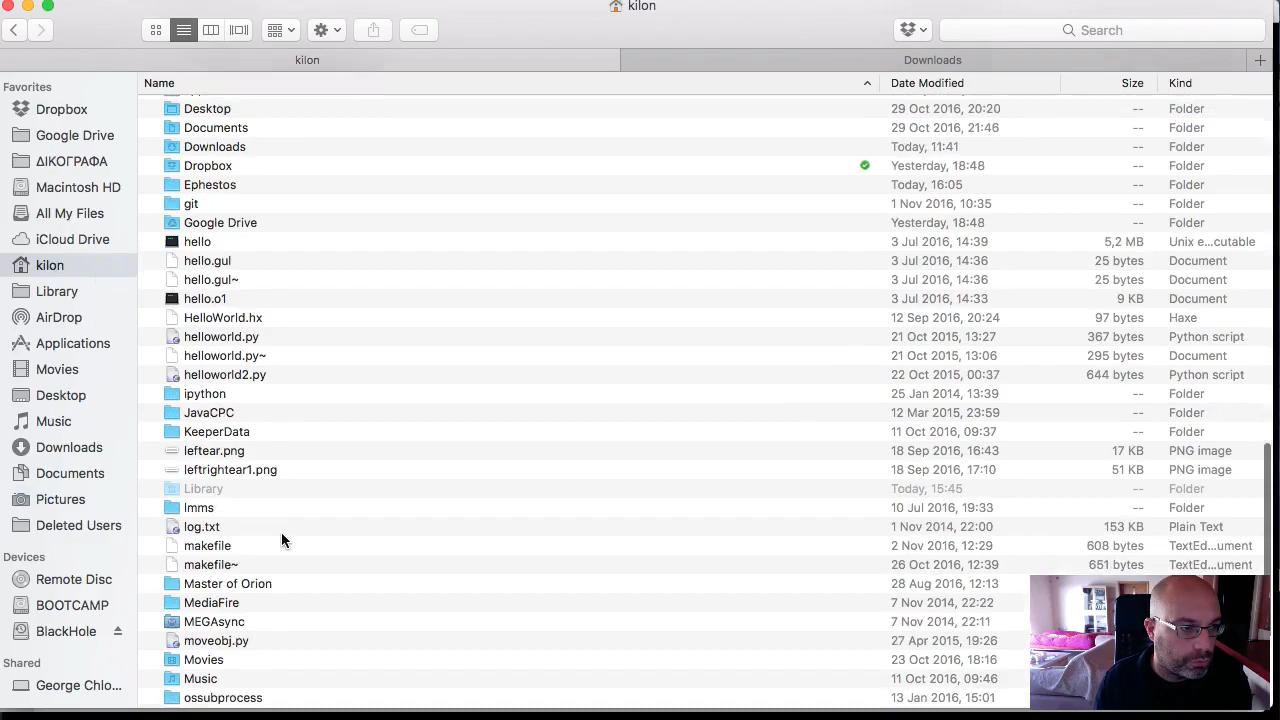 kilon
Search
kilon
Downloads
Name
Date Modified
Size
Kind
Favorites
Dropbox
Google Drive
ΔΙΚΟΓΡΑΦΑ
Macintosh HD
All My Files
iCloud Drive
kilon
Library
AirDrop
Applications
Movies
Desktop
Music
Downloads
Documents
Pictures
Deleted Users
Devices
Remote Disc
BOOTCAMP
BlackHole
Shared
George Chlo...
Desktop 29 Oct 2016, 20:20 -- Folder
Documents 29 Oct 2016, 21:46 -- Folder
Downloads Today, 11:41 -- Folder
Dropbox Yesterday, 18:48 -- Folder
Ephestos Today, 16:05 -- Folder
git 1 Nov 2016, 10:35 -- Folder
Google Drive Yesterday, 18:48 -- Folder
hello 3 Jul 2016, 14:39 5,2 MB Unix e...cutable
hello.gul 3 Jul 2016, 14:36 25 bytes Document
hello.gul~ 3 Jul 2016, 14:36 25 bytes Document
hello.o1 3 Jul 2016, 14:33 9 KB Document
HelloWorld.hx 12 Sep 2016, 20:24 97 bytes Haxe
helloworld.py 21 Oct 2015, 13:27 367 bytes Python script
helloworld.py~ 21 Oct 2015, 13:06 295 bytes Document
helloworld2.py 22 Oct 2015, 00:37 644 bytes Python script
ipython 25 Jan 2014, 13:39 -- Folder
JavaCPC 12 Mar 2015, 23:59 -- Folder
KeeperData 11 Oct 2016, 09:37 -- Folder
leftear.png 18 Sep 2016, 16:43 17 KB PNG image
leftrightear1.png 18 Sep 2016, 17:10 51 KB PNG image
Library Today, 15:45 -- Folder
lmms 10 Jul 2016, 19:33 -- Folder
log.txt 1 Nov 2014, 22:00 153 KB Plain Text
makefile 2 Nov 2016, 12:29 608 bytes TextEd...ument
makefile~ 26 Oct 2016, 12:39 651 bytes TextEd...ument
Master of Orion 28 Aug 2016, 12:13
MediaFire 7 Nov 2014, 22:22
MEGAsync 7 Nov 2014, 22:11
moveobj.py 27 Apr 2015, 19:26
Movies 23 Oct 2016, 18:16
Music 11 Oct 2016, 09:46
ossubprocess 13 Jan 2016, 15:01